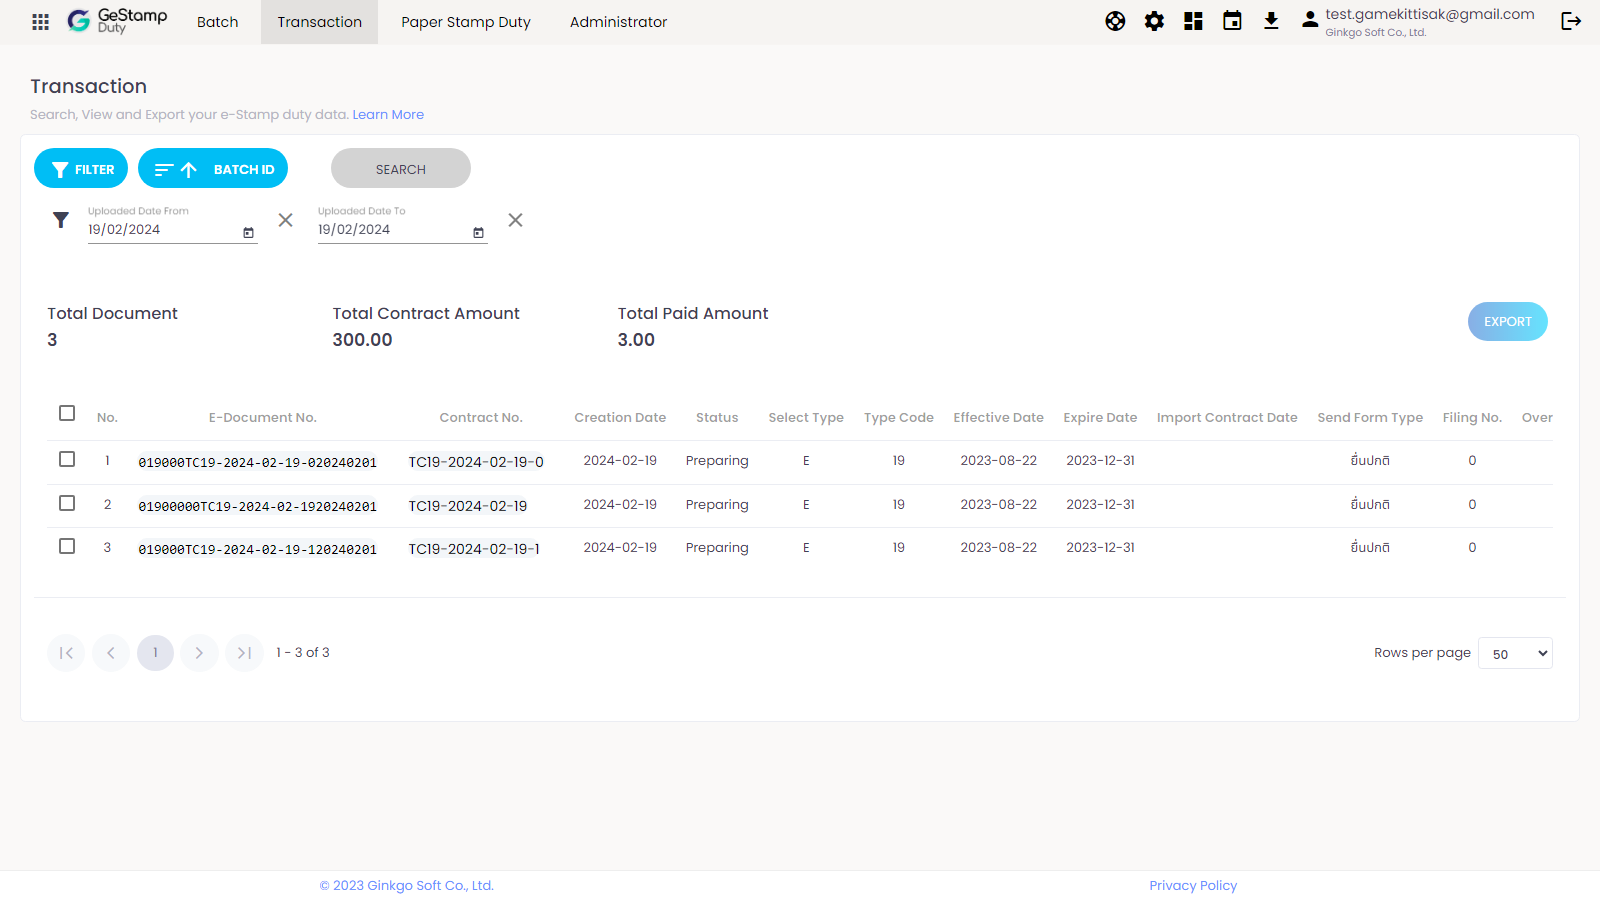 GeStamp
Duty
Batch
Transaction
Paper Stamp Duty
Administrator
test.gamekittisak@gmail.com
Ginkgo Soft Co., Ltd.
Transaction
Search, View and Export your e-Stamp duty data. Learn More
FILTER
BATCH ID
SEARCH
Uploaded Date From
19/02/2024
Uploaded Date To
19/02/2024
Total Document
3
Total Contract Amount
300.00
Total Paid Amount
3.00
EXPORT
No. E-Document No. Contract No. Creation Date Status Select Type Type Code Effective Date Expire Date Import Contract Date Send Form Type Filing No. Over
1 019000TC19-2024-02-19-020240201 TC19-2024-02-19-0 2024-02-19 Preparing E 19 2023-08-22 2023-12-31 ยื่นปกติ 0
2 01900000TC19-2024-02-1920240201 TC19-2024-02-19 2024-02-19 Preparing E 19 2023-08-22 2023-12-31 ยื่นปกติ 0
3 019000TC19-2024-02-19-120240201 TC19-2024-02-19-1 2024-02-19 Preparing E 19 2023-08-22 2023-12-31 ยื่นปกติ 0
1
1 - 3 of 3
Rows per page 50
© 2023 Ginkgo Soft Co., Ltd.
Privacy Policy